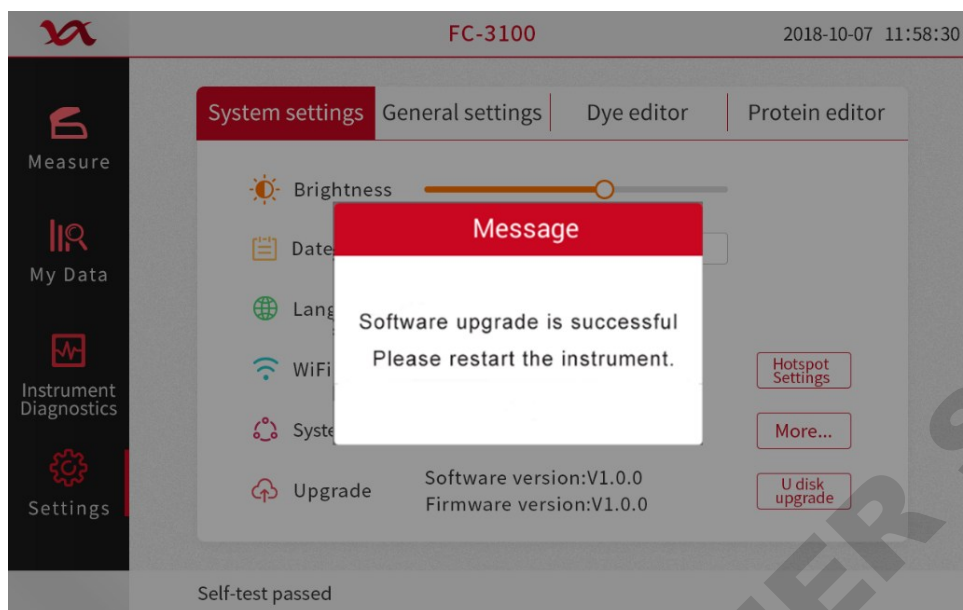 FC-3100
2018-10-07 11:58:30
Measure
My Data
Instrument
Diagnostics
Settings
System settings
General settings
Dye editor
Protein editor
Brightness
Date
Lang
WiFi
Hotspot
Settings
Syste
More...
Upgrade
Software version:V1.0.0
Firmware version:V1.0.0
U disk
upgrade
Message
Software upgrade is successful
Please restart the instrument.
Self-test passed